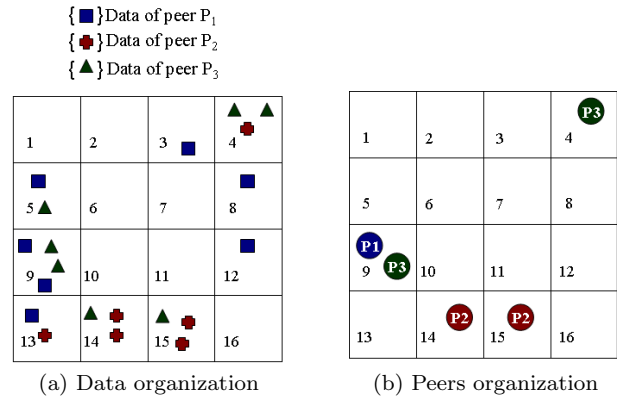 {■}Data of peer P1
{✚}Data of peer P2
{▲}Data of peer P3
1 2 3 4
5 6 7 8
9 10 11 12
13 14 15 16
(a) Data organization
P3
1 2 3 4
5 6 7 8
P1
P3
9 10 11 12
P2 P2
13 14 15 16
(b) Peers organization